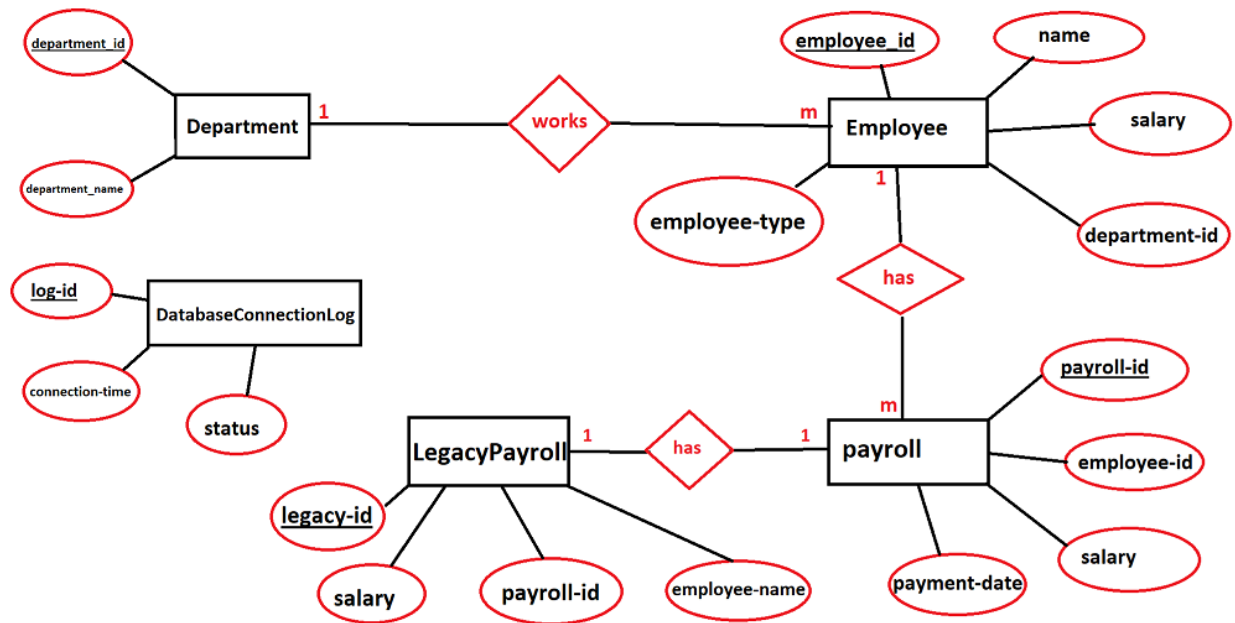 department_id
employee_id
name
Department
1
works
m
Employee
salary
department_name
employee-type
1
department-id
log-id
DatabaseConnectionLog
has
connection-time
status
payroll-id
m
LegacyPayroll
1
has
1
payroll
employee-id
legacy-id
salary
payroll-id
employee-name
payment-date
salary